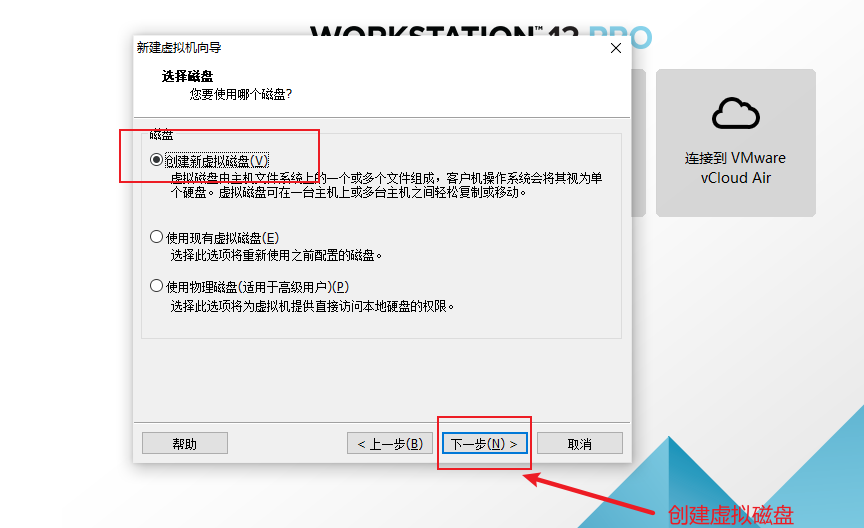 WORKSTATION™ 12 PRO
新建虚拟机向导
选择磁盘
您要使用哪个磁盘?
磁盘
创建新虚拟磁盘(V)
虚拟磁盘由主机文件系统上的一个或多个文件组成，客户机操作系统会将其视为单
个硬盘。虚拟磁盘可在一台主机上或多台主机之间轻松复制或移动。
使用现有虚拟磁盘(E)
选择此选项将重新使用之前配置的磁盘。
使用物理磁盘(适用于高级用户)(P)
选择此选项将为虚拟机提供直接访问本地硬盘的权限。
帮助
< 上一步(B)
下一步(N) >
取消
连接到 VMware
vCloud Air
创建虚拟磁盘